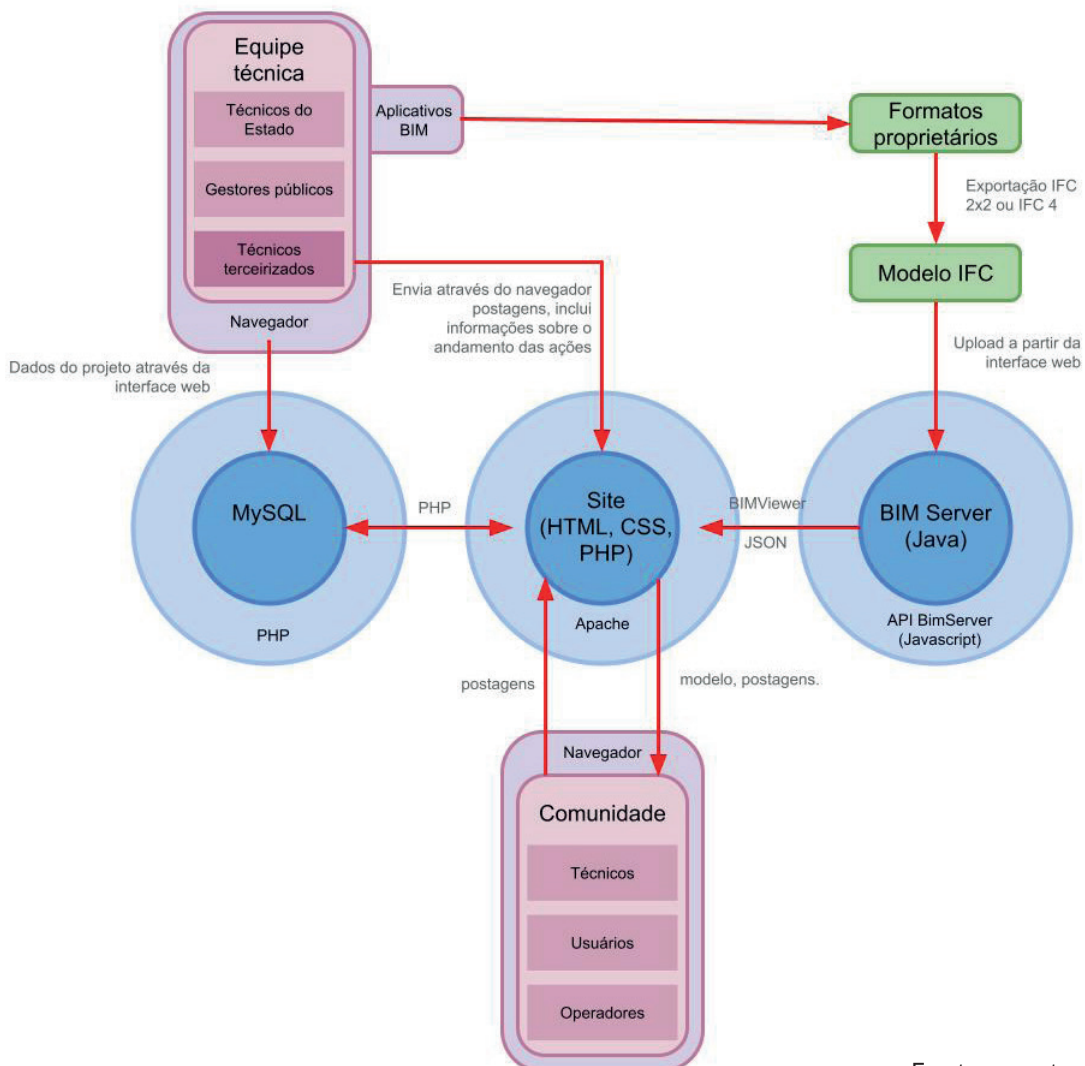 Equipe
técnica
Técnicos do
Estado
Gestores públicos
Técnicos
terceirizados
Navegador
Aplicativos
BIM
Formatos
proprietários
Exportação IFC
2x2 ou IFC 4
Modelo IFC
Envia através do navegador
postagens, inclui
informações sobre o
andamento das ações
Upload a partir da
interface web
Dados do projeto através da
interface web
MySQL
PHP
PHP
Site
(HTML, CSS,
PHP)
Apache
BIMViewer
JSON
BIM Server
(Java)
API BimServer
(Javascript)
postagens
modelo, postagens.
Navegador
Comunidade
Técnicos
Usuários
Operadores